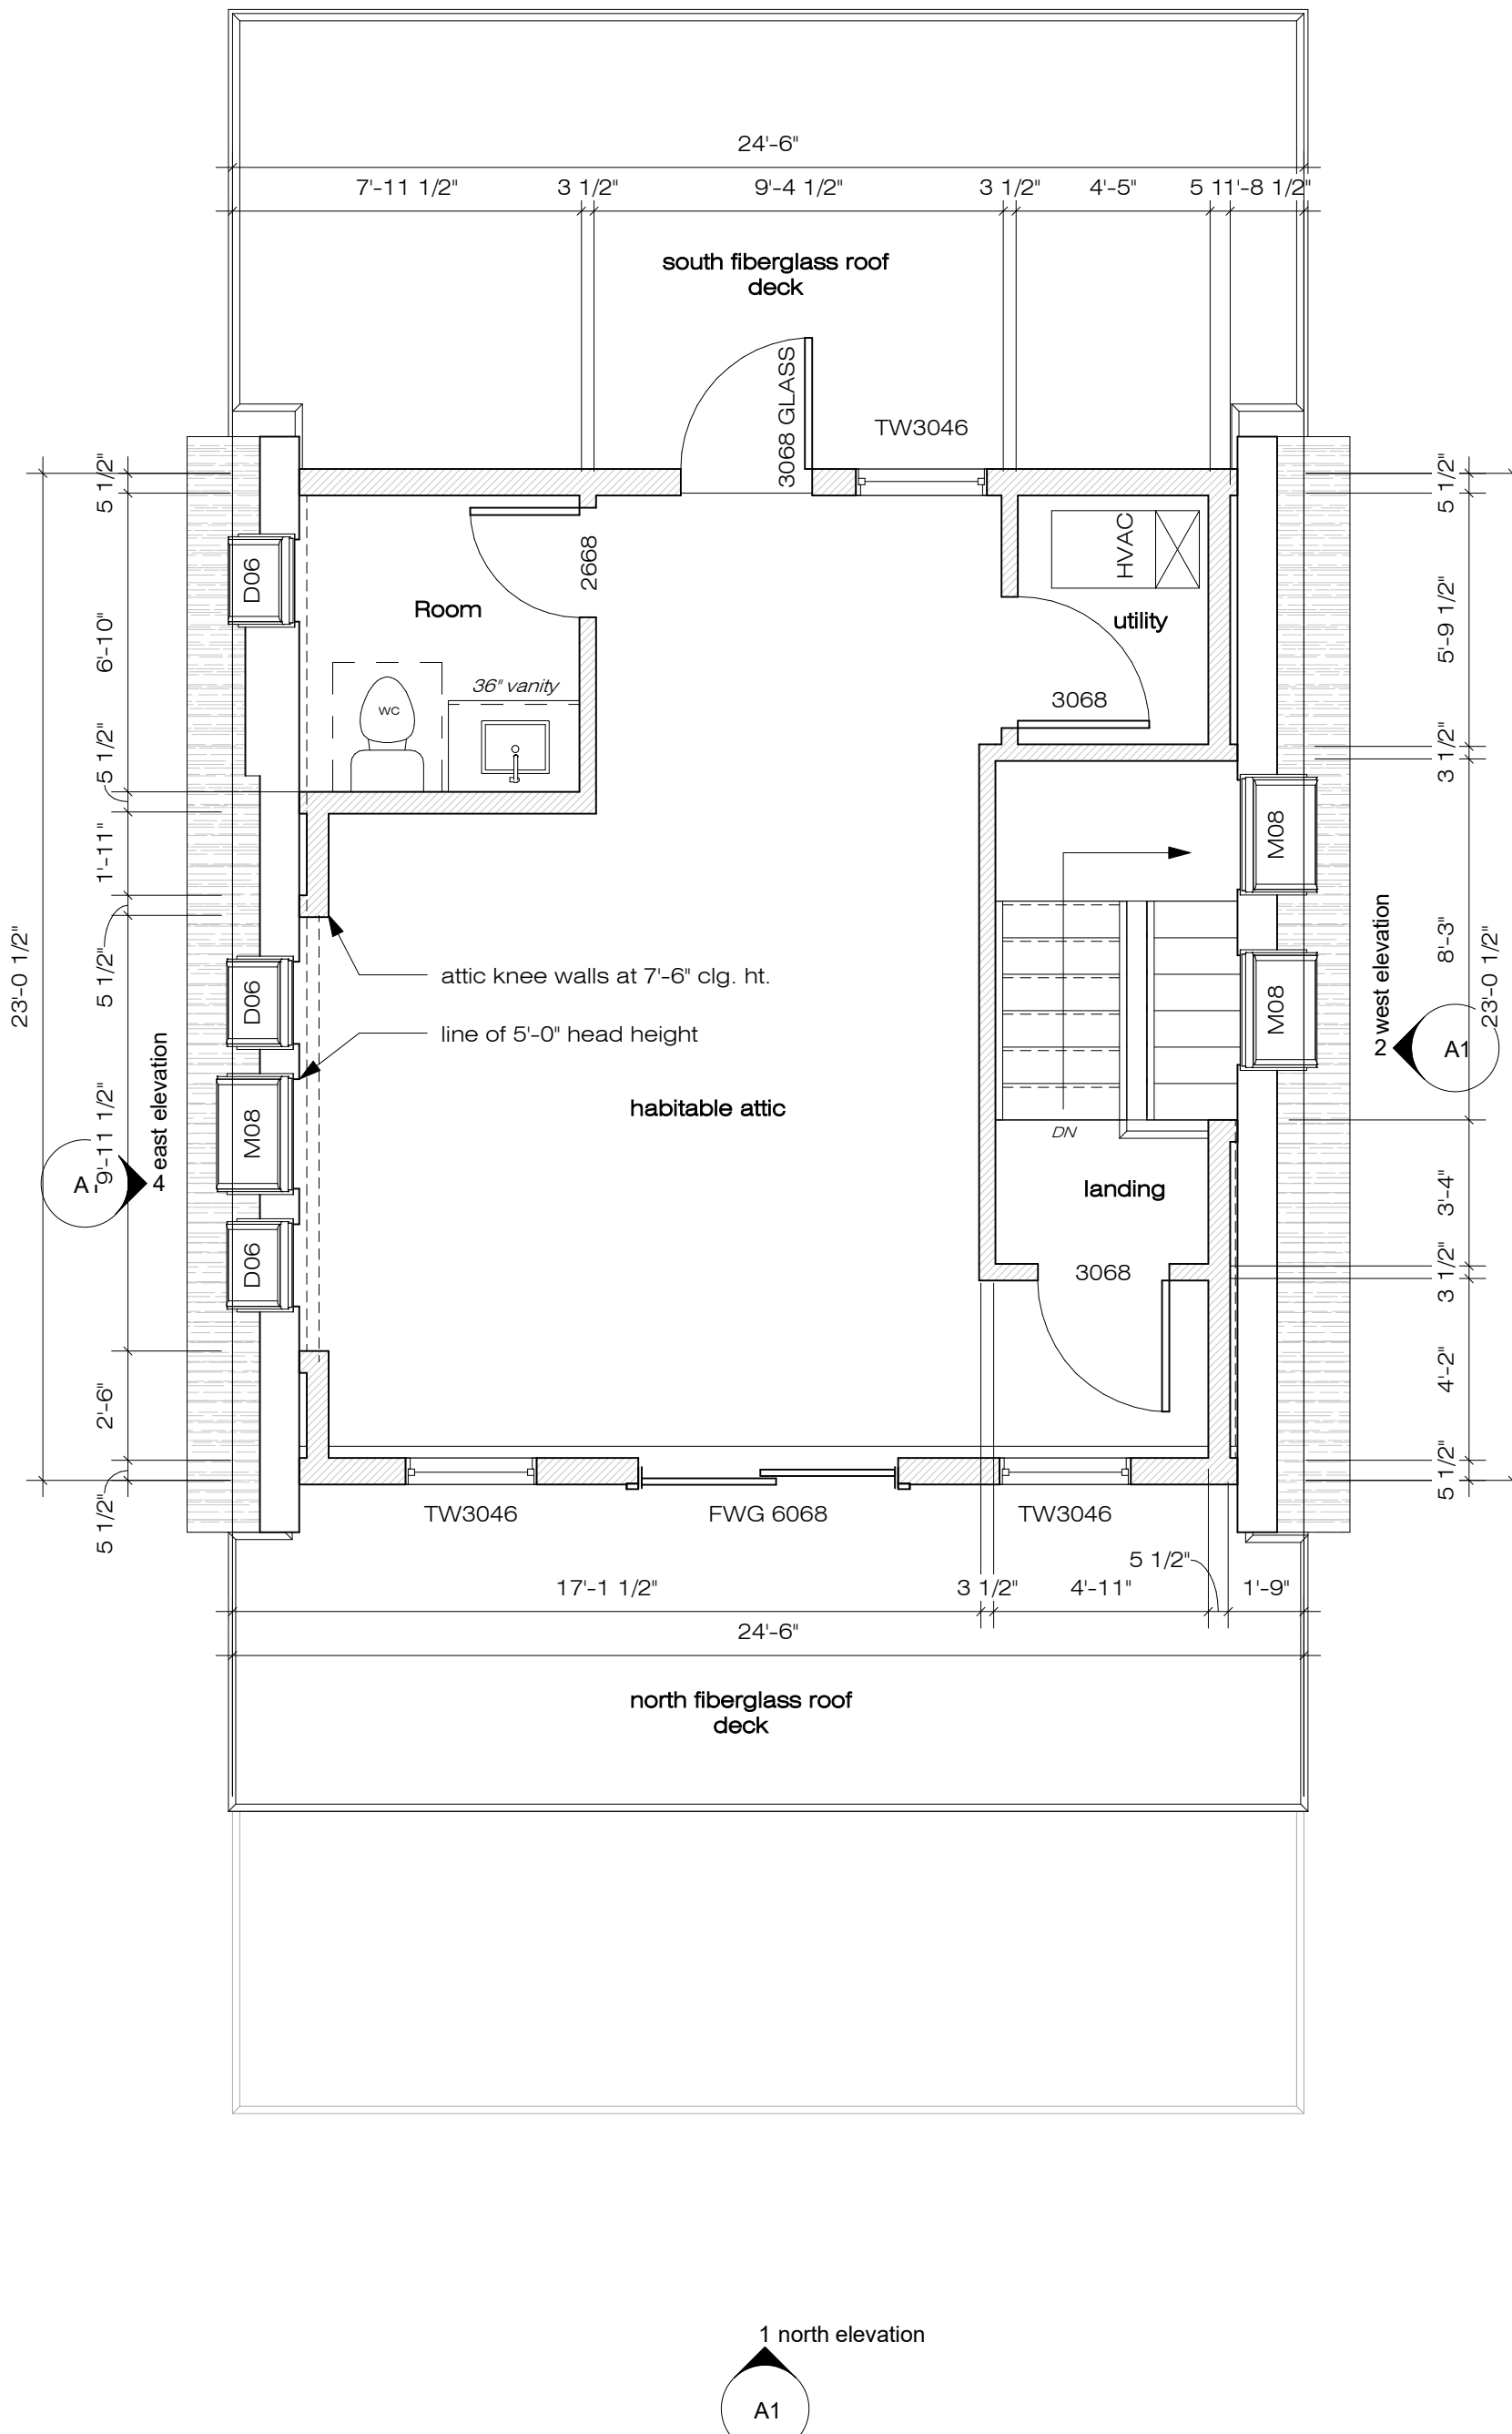 24'-6"
7'-11 1/2"
3 1/2"
9'-4 1/2"
3 1/2"
4'-5"
5 1
1'-8 1/2"
south fiberglass roof
deck
3068 GLASS
TW3046
5 1/2"
6'-10"
5 1/2"
1'-11"
5 1/2"
9'-11 1/2"
2'-6"
5 1/2"
23'-0 1/2"
D06
Room
2668
36" vanity
WC
HVAC
utility
3068
5 1/2"
5'-9 1/2"
3 1/2"
8'-3"
3'-4"
3 1/2"
4'-2"
5 1/2"
23'-0 1/2"
M08
M08
attic knee walls at 7'-6" clg. ht.
line of 5'-0" head height
D06
M08
D06
4 east elevation
A
2 west elevation
A1
habitable attic
DN
landing
3068
TW3046
FWG 6068
TW3046
5 1/2"
17'-1 1/2"
3 1/2"
4'-11"
1'-9"
24'-6"
north fiberglass roof
deck
1 north elevation
A1